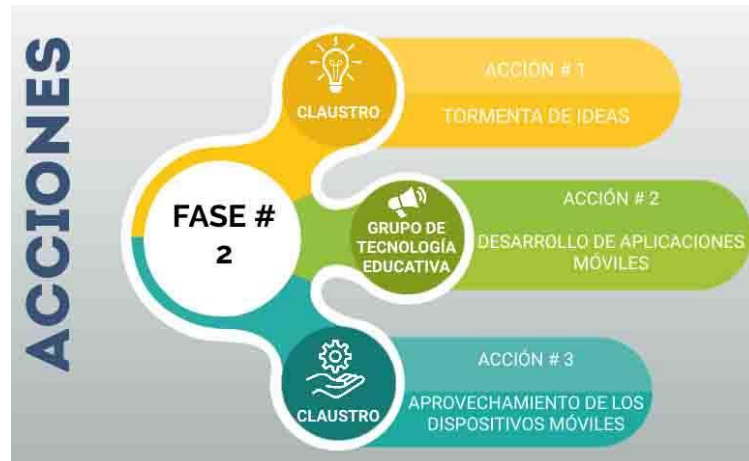 ACCIONES
FASE #
2
CLAUSTRO
ACCIÓN # 1
TORMENTA DE IDEAS
GRUPO DE
TECNOLOGÍA
EDUCATIVA
ACCIÓN # 2
DESARROLLO DE APLICACIONES
MÓVILES
CLAUSTRO
ACCIÓN # 3
APROVECHAMIENTO DE LOS
DISPOSITIVOS MÓVILES